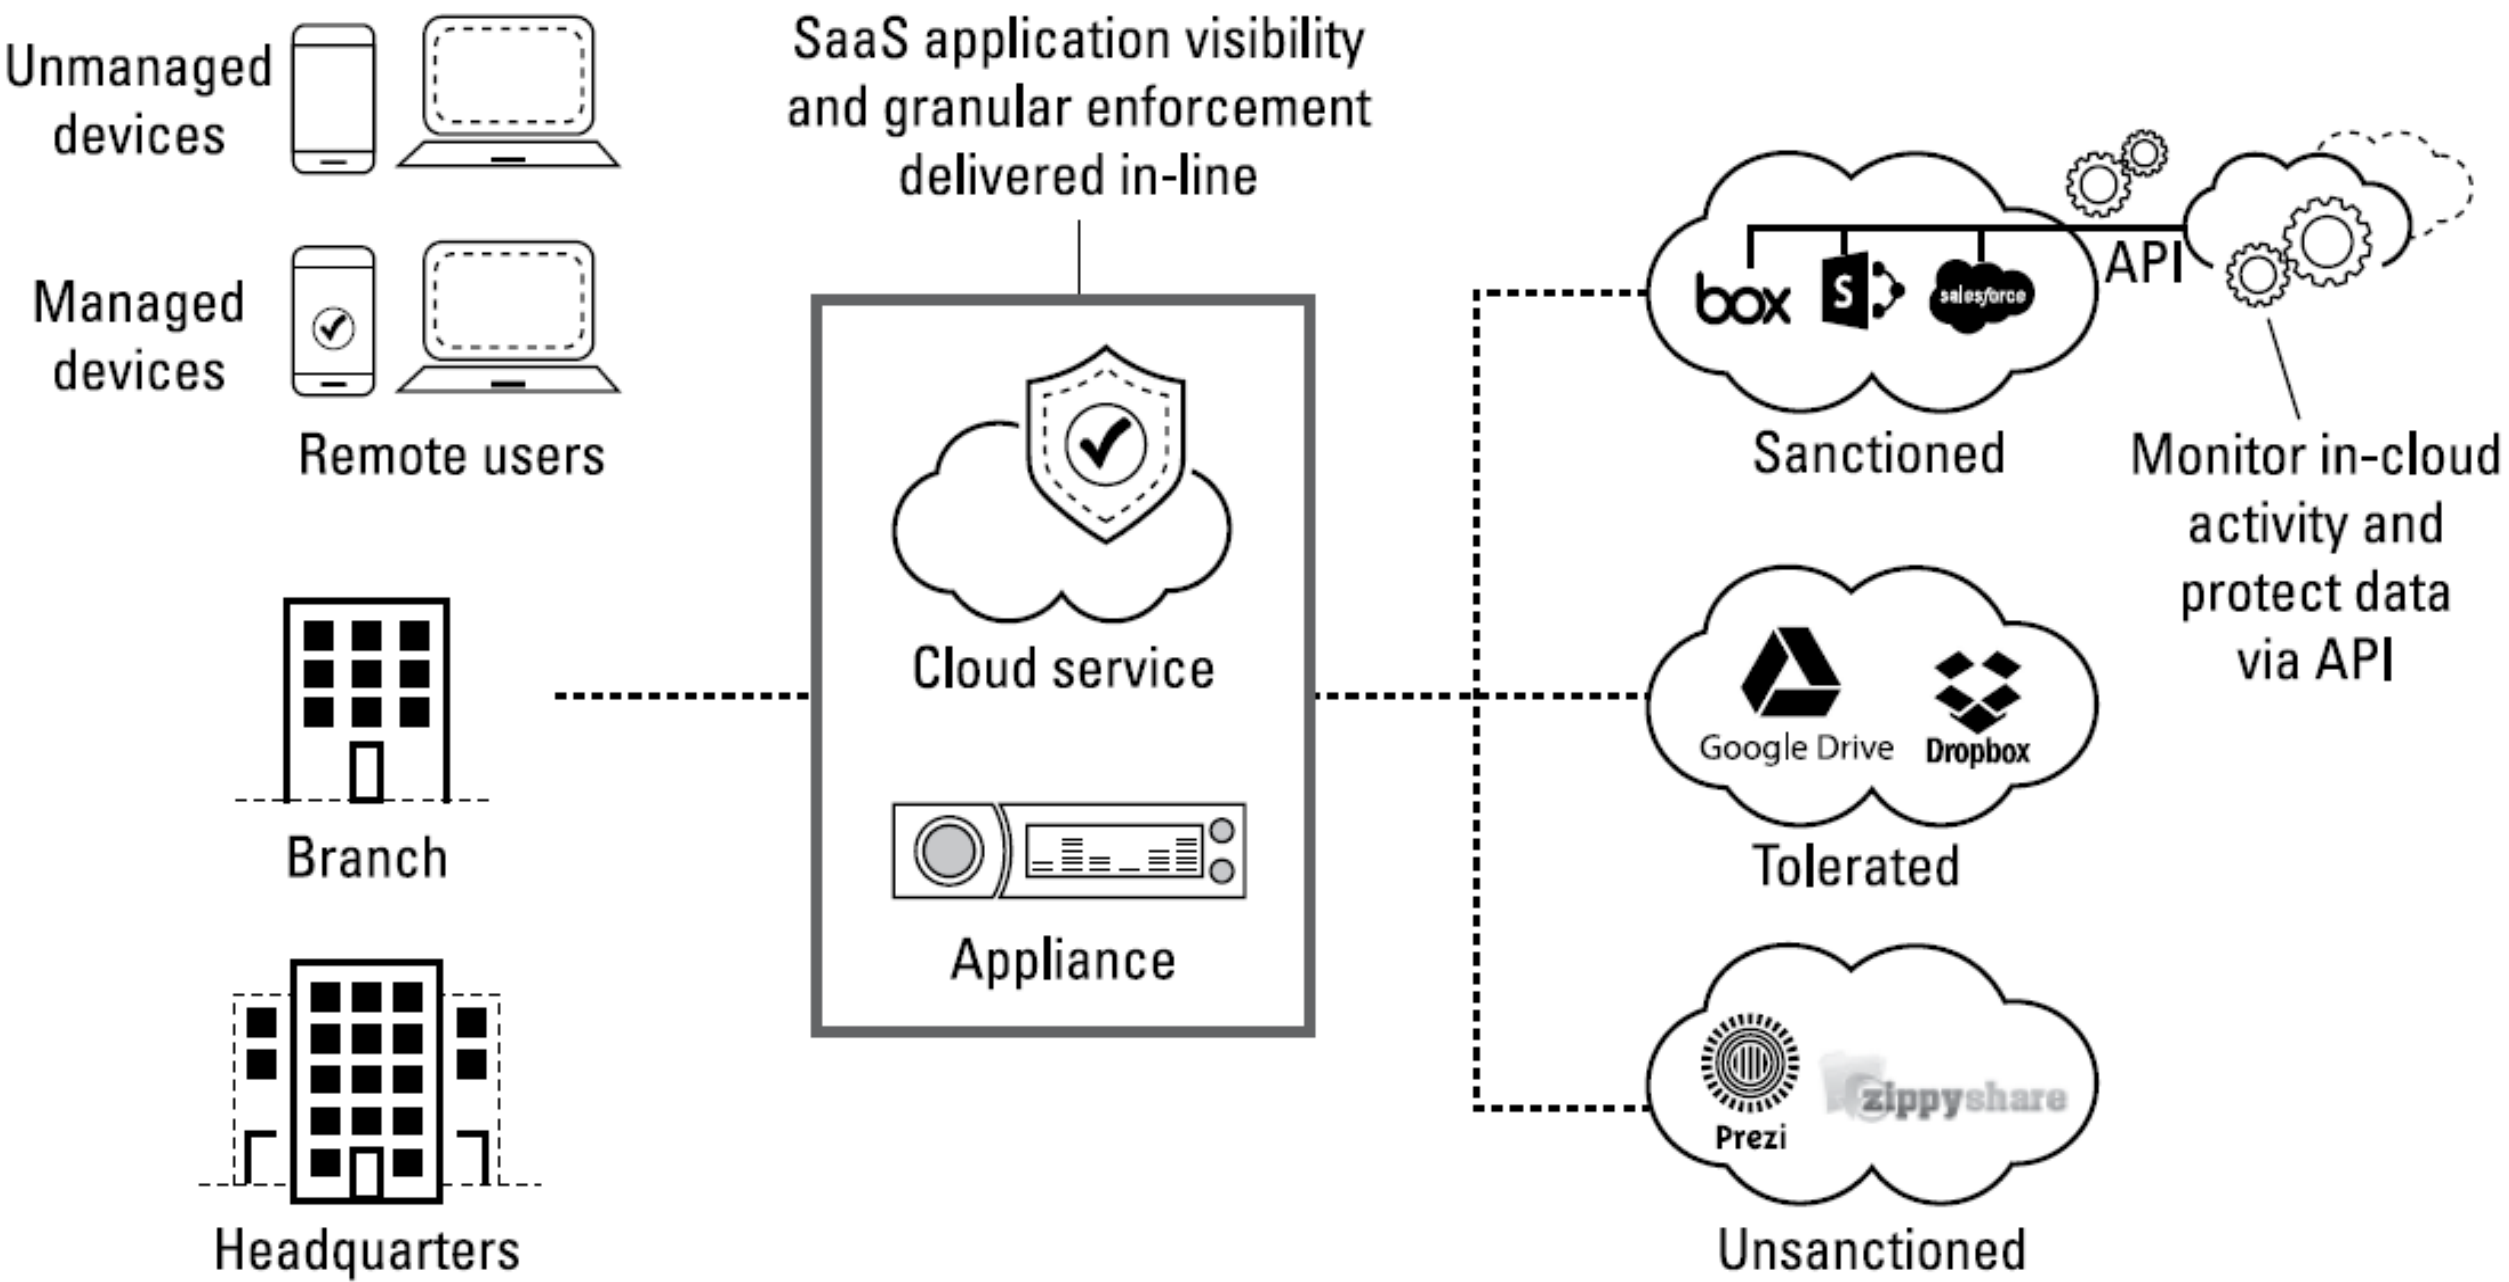 Unmanaged
devices
Managed
devices
Remote users
Branch
Headquarters
SaaS application visibility
and granular enforcement
delivered in-line
Cloud service
Appliance
box
S
salesforce
API
Sanctioned
Monitor in-cloud
activity and
protect data
via API
Google Drive
Dropbox
Tolerated
Prezi
zippyshare
Unsanctioned